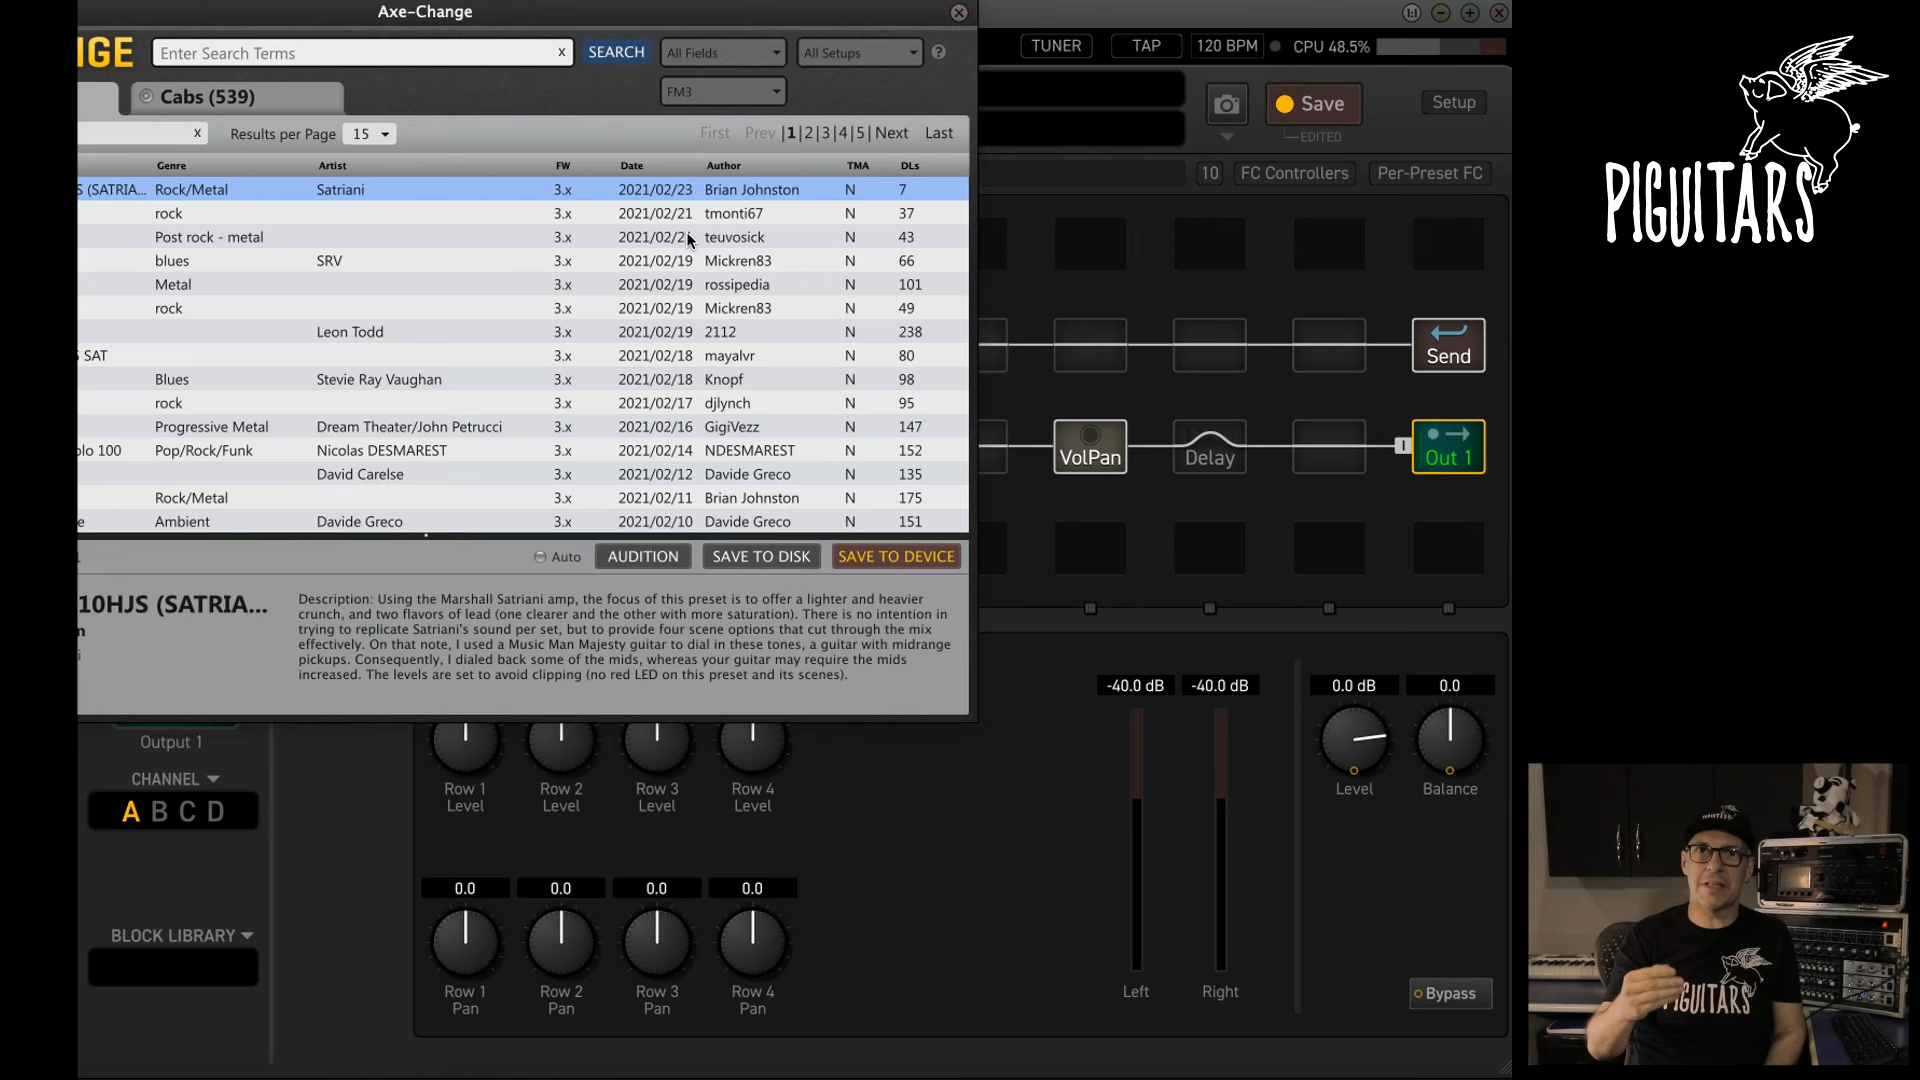 Axe-Change
NGE
Enter Search Terms x SEARCH All Fields All Setups ?
TUNER TAP 120 BPM CPU 48.5%
1:1
FM3
Cabs (539)
Save
EDITED
Setup
x Results per Page 15 First Prev |1|2|3|4|5| Next Last
Genre Artist FW Date Author TMA DLs
10 FC Controllers Per-Preset FC
S (SATRIA... Rock/Metal Satriani 3.x 2021/02/23 Brian Johnston N 7
rock 3.x 2021/02/21 tmonti67 N 37
Post rock - metal 3.x 2021/02/2 teuvosick N 43
blues SRV 3.x 2021/02/19 Mickren83 N 66
Metal 3.x 2021/02/19 rossipedia N 101
rock 3.x 2021/02/19 Mickren83 N 49
Leon Todd 3.x 2021/02/19 2112 N 238
SAT 3.x 2021/02/18 mayalvr N 80
Blues Stevie Ray Vaughan 3.x 2021/02/18 Knopf N 98
rock 3.x 2021/02/17 djlynch N 95
Progressive Metal Dream Theater/John Petrucci 3.x 2021/02/16 GigiVezz N 147
olo 100 Pop/Rock/Funk Nicolas DESMAREST 3.x 2021/02/14 NDESMAREST N 152
David Carelse 3.x 2021/02/12 Davide Greco N 135
Rock/Metal 3.x 2021/02/11 Brian Johnston N 175
e Ambient Davide Greco 3.x 2021/02/10 Davide Greco N 151
Send
VolPan Delay Out 1
Auto AUDITION SAVE TO DISK SAVE TO DEVICE
10HJS (SATRIA...
n
i
Description: Using the Marshall Satriani amp, the focus of this preset is to offer a lighter and heavier
crunch, and two flavors of lead (one clearer and the other with more saturation). There is no intention in
trying to replicate Satriani's sound per set, but to provide four scene options that cut through the mix
effectively. On that note, I used a Music Man Majesty guitar to dial in these tones, a guitar with midrange
pickups. Consequently, I dialed back some of the mids, whereas your guitar may require the mids
increased. The levels are set to avoid clipping (no red LED on this preset and its scenes).
-40.0 dB -40.0 dB 0.0 dB 0.0
Output 1
CHANNEL
A B C D
Row 1 Level
Row 2 Level
Row 3 Level
Row 4 Level
Level Balance
0.0 0.0 0.0 0.0
BLOCK LIBRARY
Row 1 Pan
Row 2 Pan
Row 3 Pan
Row 4 Pan
Left Right
Bypass
PIGUITARS
PIGUITARS